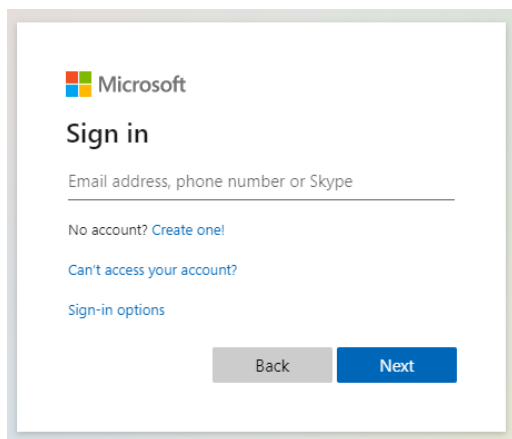 Microsoft
Sign in
Email address, phone number or Skype
No account? Create one!
Can't access your account?
Sign-in options
Back Next